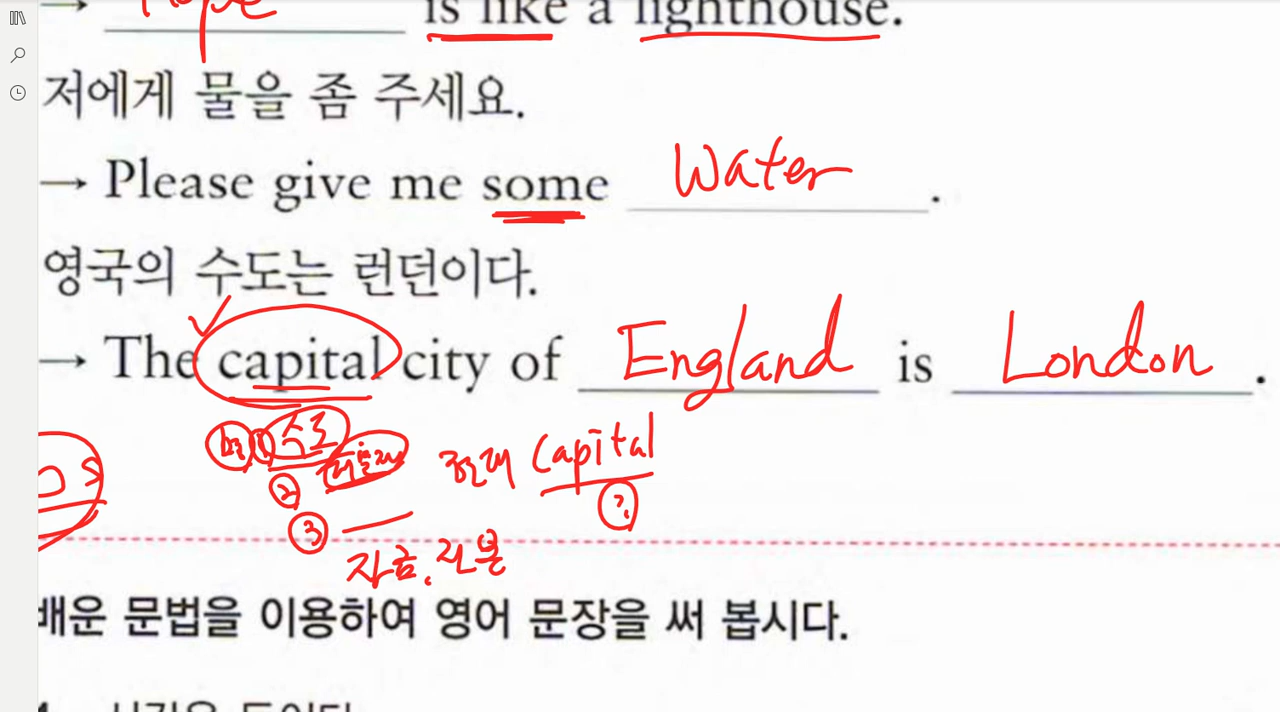 → Hope is like a lighthouse.
저에게 물을 좀 주세요.
→ Please give me some Water.
영국의 수도는 런던이다.
→ The capital city of England is London.
① 수도
② Capital
?
③
자금, 자본
배운 문법을 이용하여 영어 문장을 써 봅시다.